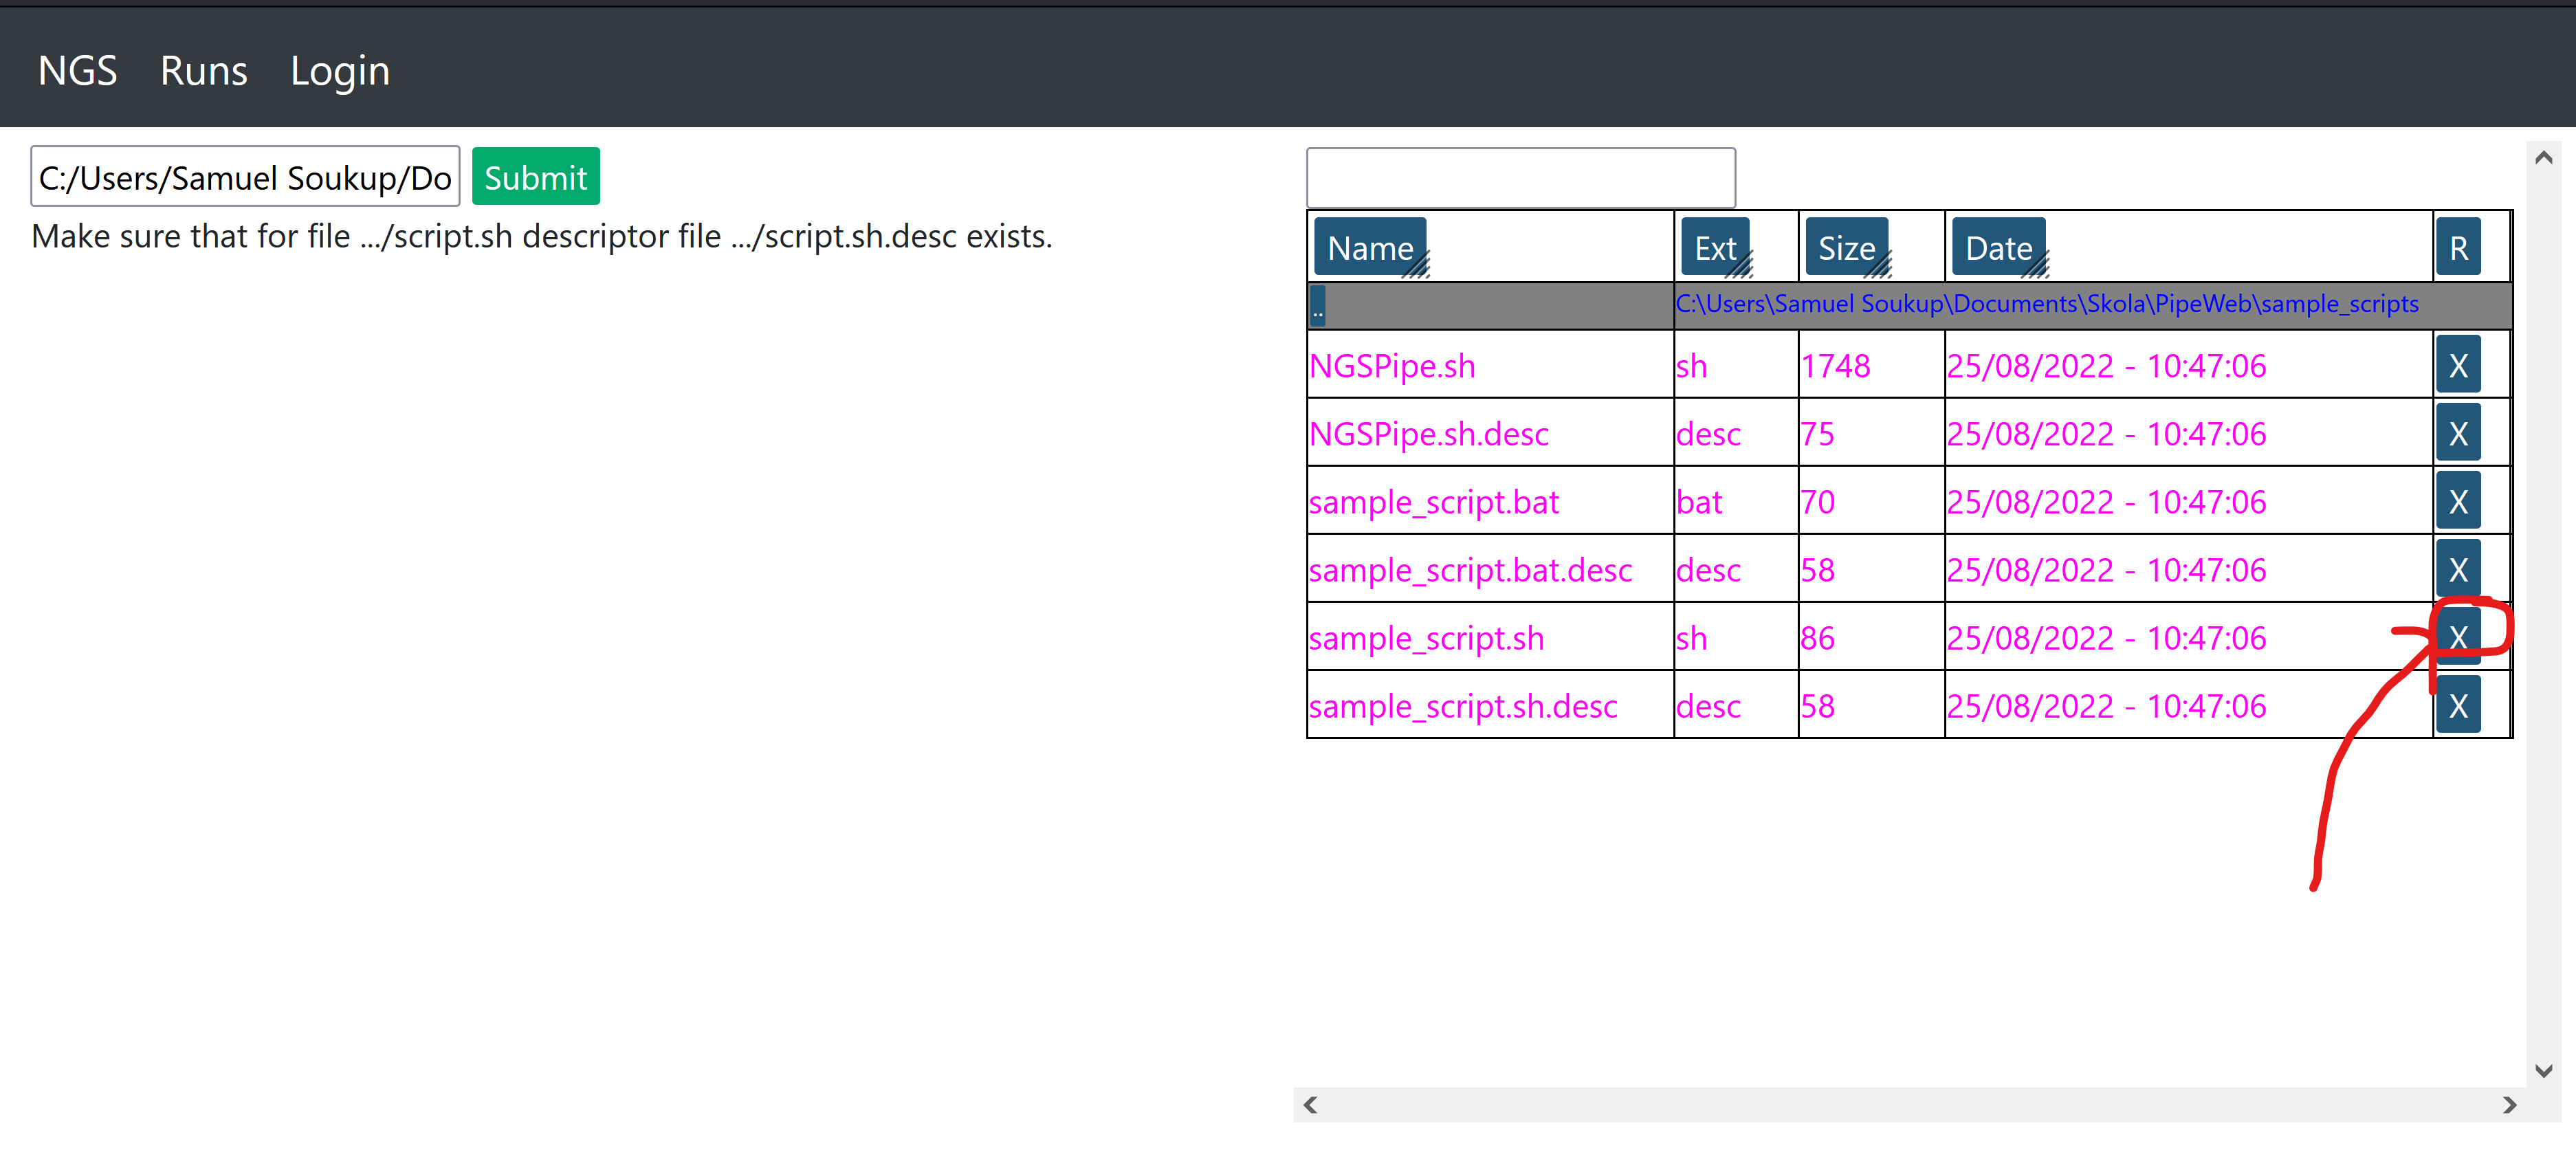 NGS Runs Login
C:/Users/Samuel Soukup/Do Submit
Make sure that for file .../script.sh descriptor file .../script.sh.desc exists.
Name Ext Size Date R
.. C:\Users\Samuel Soukup\Documents\Skola\PipeWeb\sample_scripts
NGSPipe.sh sh 1748 25/08/2022 - 10:47:06 X
NGSPipe.sh.desc desc 75 25/08/2022 - 10:47:06 X
sample_script.bat bat 70 25/08/2022 - 10:47:06 X
sample_script.bat.desc desc 58 25/08/2022 - 10:47:06 X
sample_script.sh sh 86 25/08/2022 - 10:47:06 X
sample_script.sh.desc desc 58 25/08/2022 - 10:47:06 X